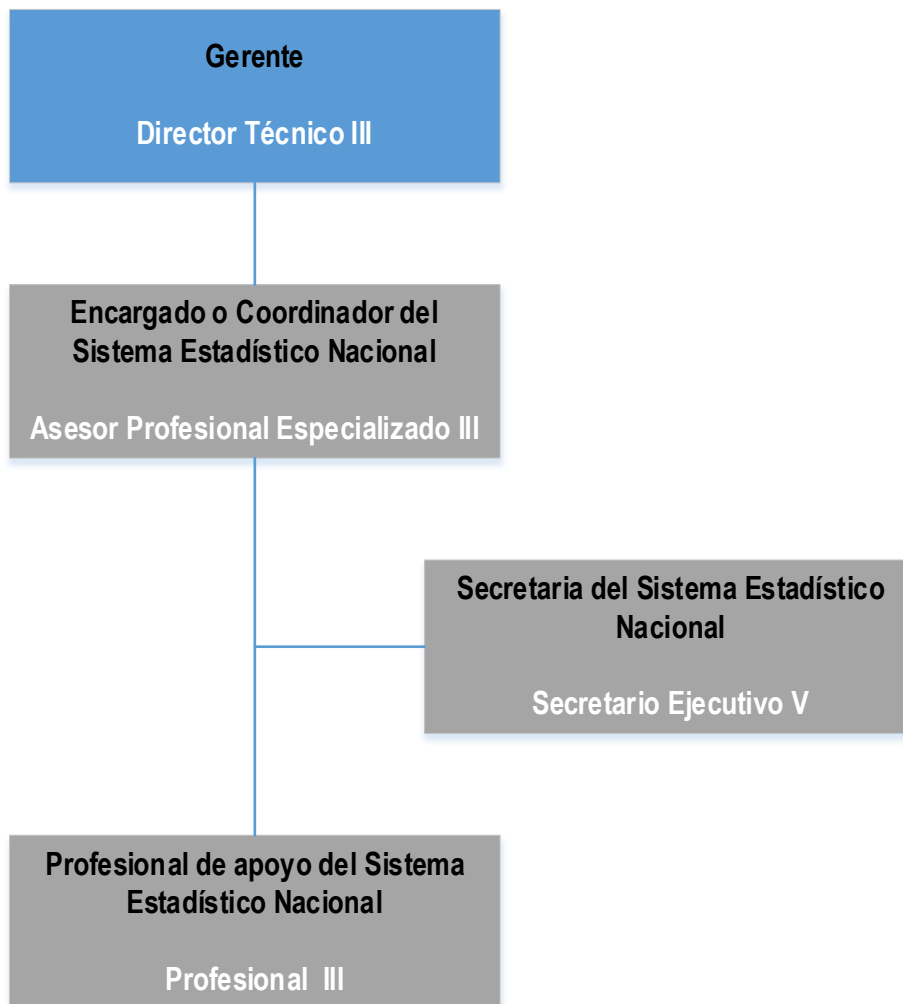 Gerente
Director Técnico III
Encargado o Coordinador del
Sistema Estadístico Nacional
Asesor Profesional Especializado III
Secretaria del Sistema Estadístico
Nacional
Secretario Ejecutivo V
Profesional de apoyo del Sistema
Estadístico Nacional
Profesional III